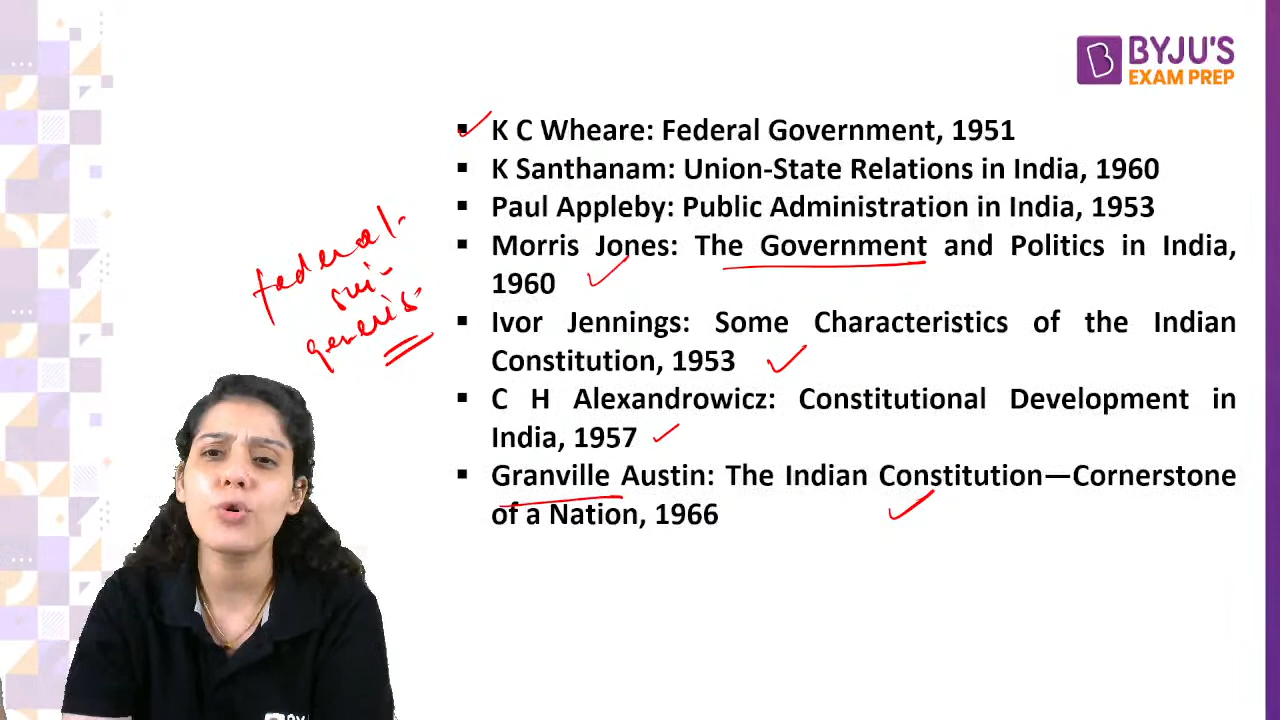 BYJU'S
EXAM PREP
▪ K C Wheare: Federal Government, 1951
▪ K Santhanam: Union-State Relations in India, 1960
▪ Paul Appleby: Public Administration in India, 1953
▪ Morris Jones: The Government and Politics in India,
1960
▪ Ivor Jennings: Some Characteristics of the Indian
Constitution, 1953
▪ C H Alexandrowicz: Constitutional Development in
India, 1957
▪ Granville Austin: The Indian Constitution—Cornerstone
of a Nation, 1966
federal
sui-
generis